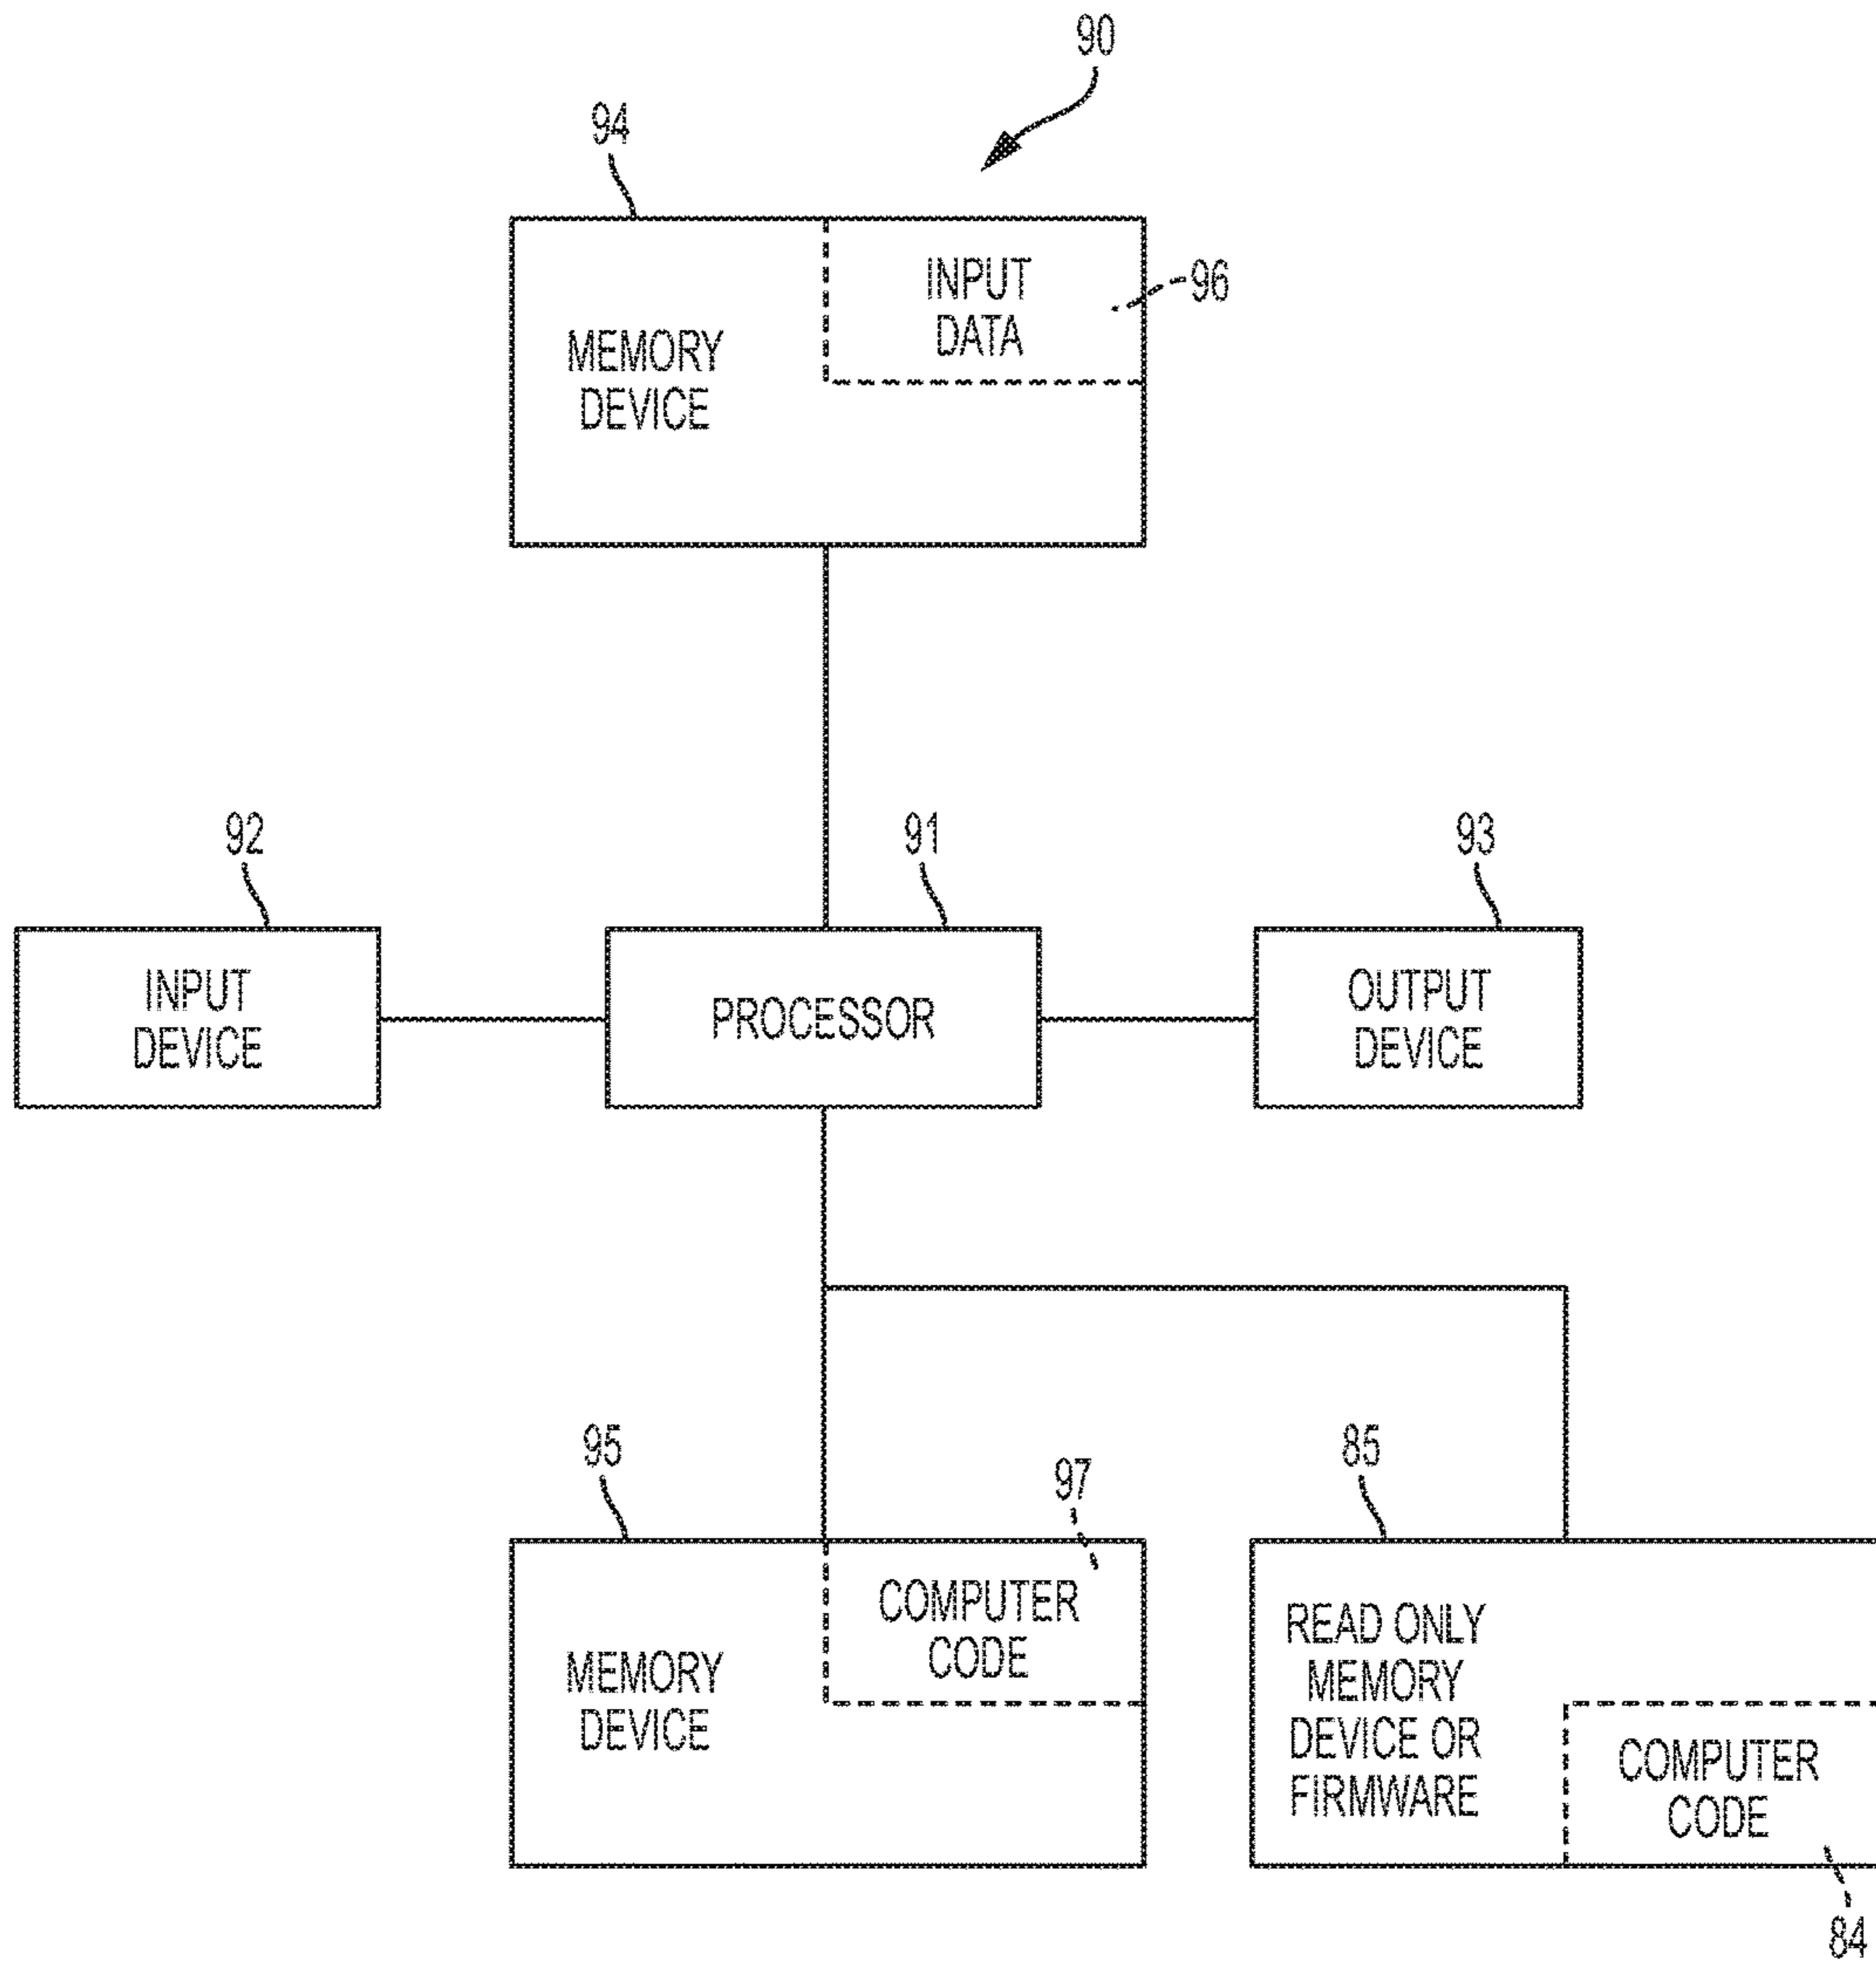 90
94
INPUT
DATA
96
MEMORY
DEVICE
92
91
93
INPUT
DEVICE
PROCESSOR
OUTPUT
DEVICE
95
97
85
COMPUTER
CODE
MEMORY
DEVICE
READ ONLY
MEMORY
DEVICE OR
FIRMWARE
COMPUTER
CODE
84